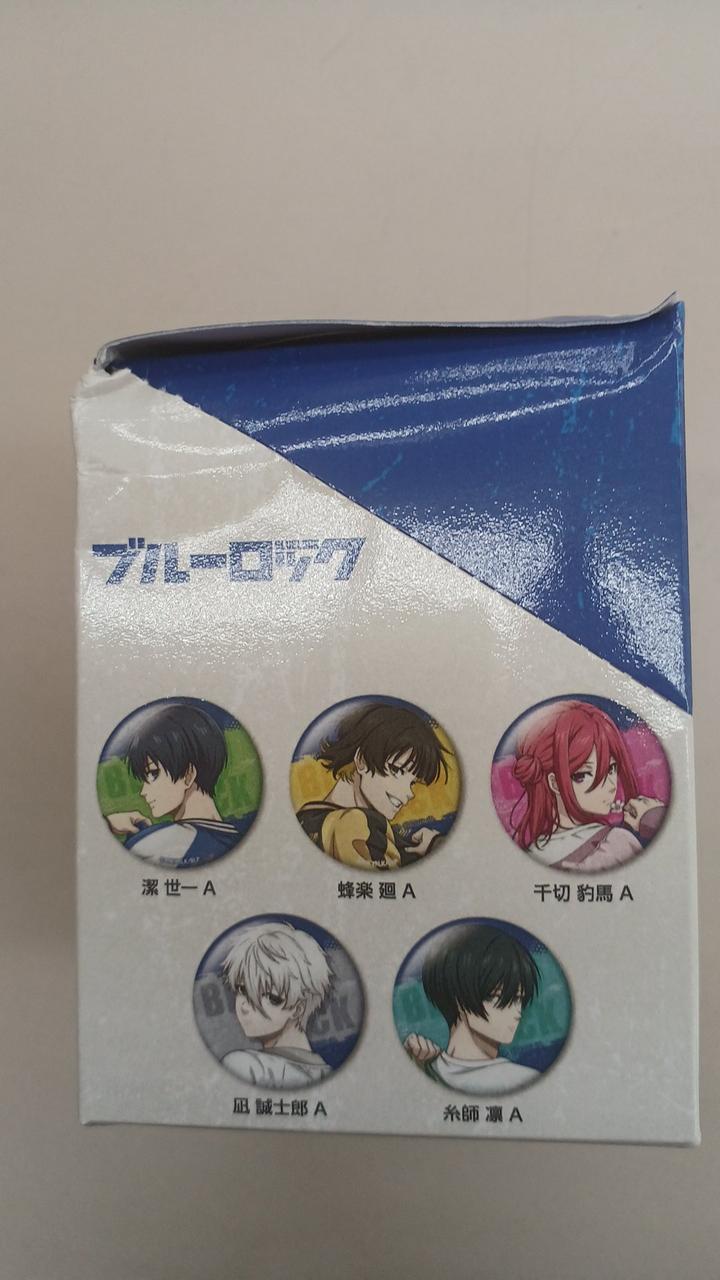 ブルーロック
潔 世一 A
蜂楽 廻 A
千切 豹馬 A
凪 誠士郎 A
糸師 凛 A